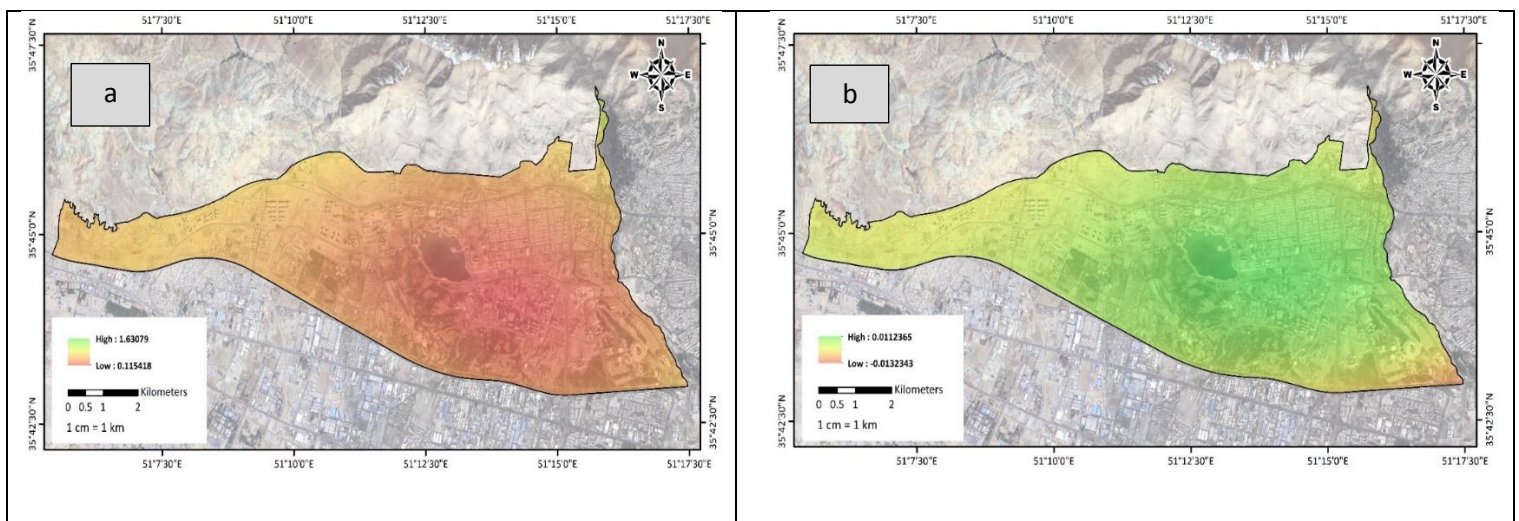 51°7'30"E 51°10'0"E 51°12'30"E 51°15'0"E 51°17'30"E
35°47'30"N
35°47'30"N
N
W E
S
a
35°45'0"N
35°45'0"N
High : 1.63079
Low : 0.115418
Kilometers
0 0.5 1 2
1 cm = 1 km
35°42'30"N
35°42'30"N
51°7'30"E 51°10'0"E 51°12'30"E 51°15'0"E 51°17'30"E
51°7'30"E 51°10'0"E 51°12'30"E 51°15'0"E 51°17'30"E
35°47'30"N
35°47'30"N
N
W E
S
b
35°45'0"N
35°45'0"N
High : 0.0112365
Low : -0.0132343
Kilometers
0 0.5 1 2
1 cm = 1 km
35°42'30"N
35°42'30"N
51°7'30"E 51°10'0"E 51°12'30"E 51°15'0"E 51°17'30"E